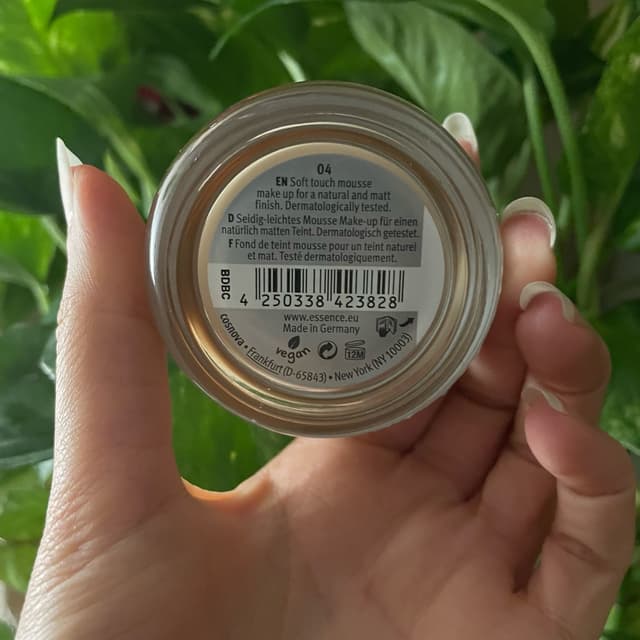 04
EN Soft touch mousse
make up for a natural and matt
finish. Dermatologically tested.
D Seidig-leichtes Mousse Make-up für einen
natürlich matten Teint. Dermatologisch getestet.
F Fond de teint mousse pour un teint naturel
et mat. Testé dermatologiquement.
BDBC
4 250338 423828
www.essence.eu
Made in Germany
vegan
12M
cosnova • Frankfurt (D-65843) • New York (NY 10003)